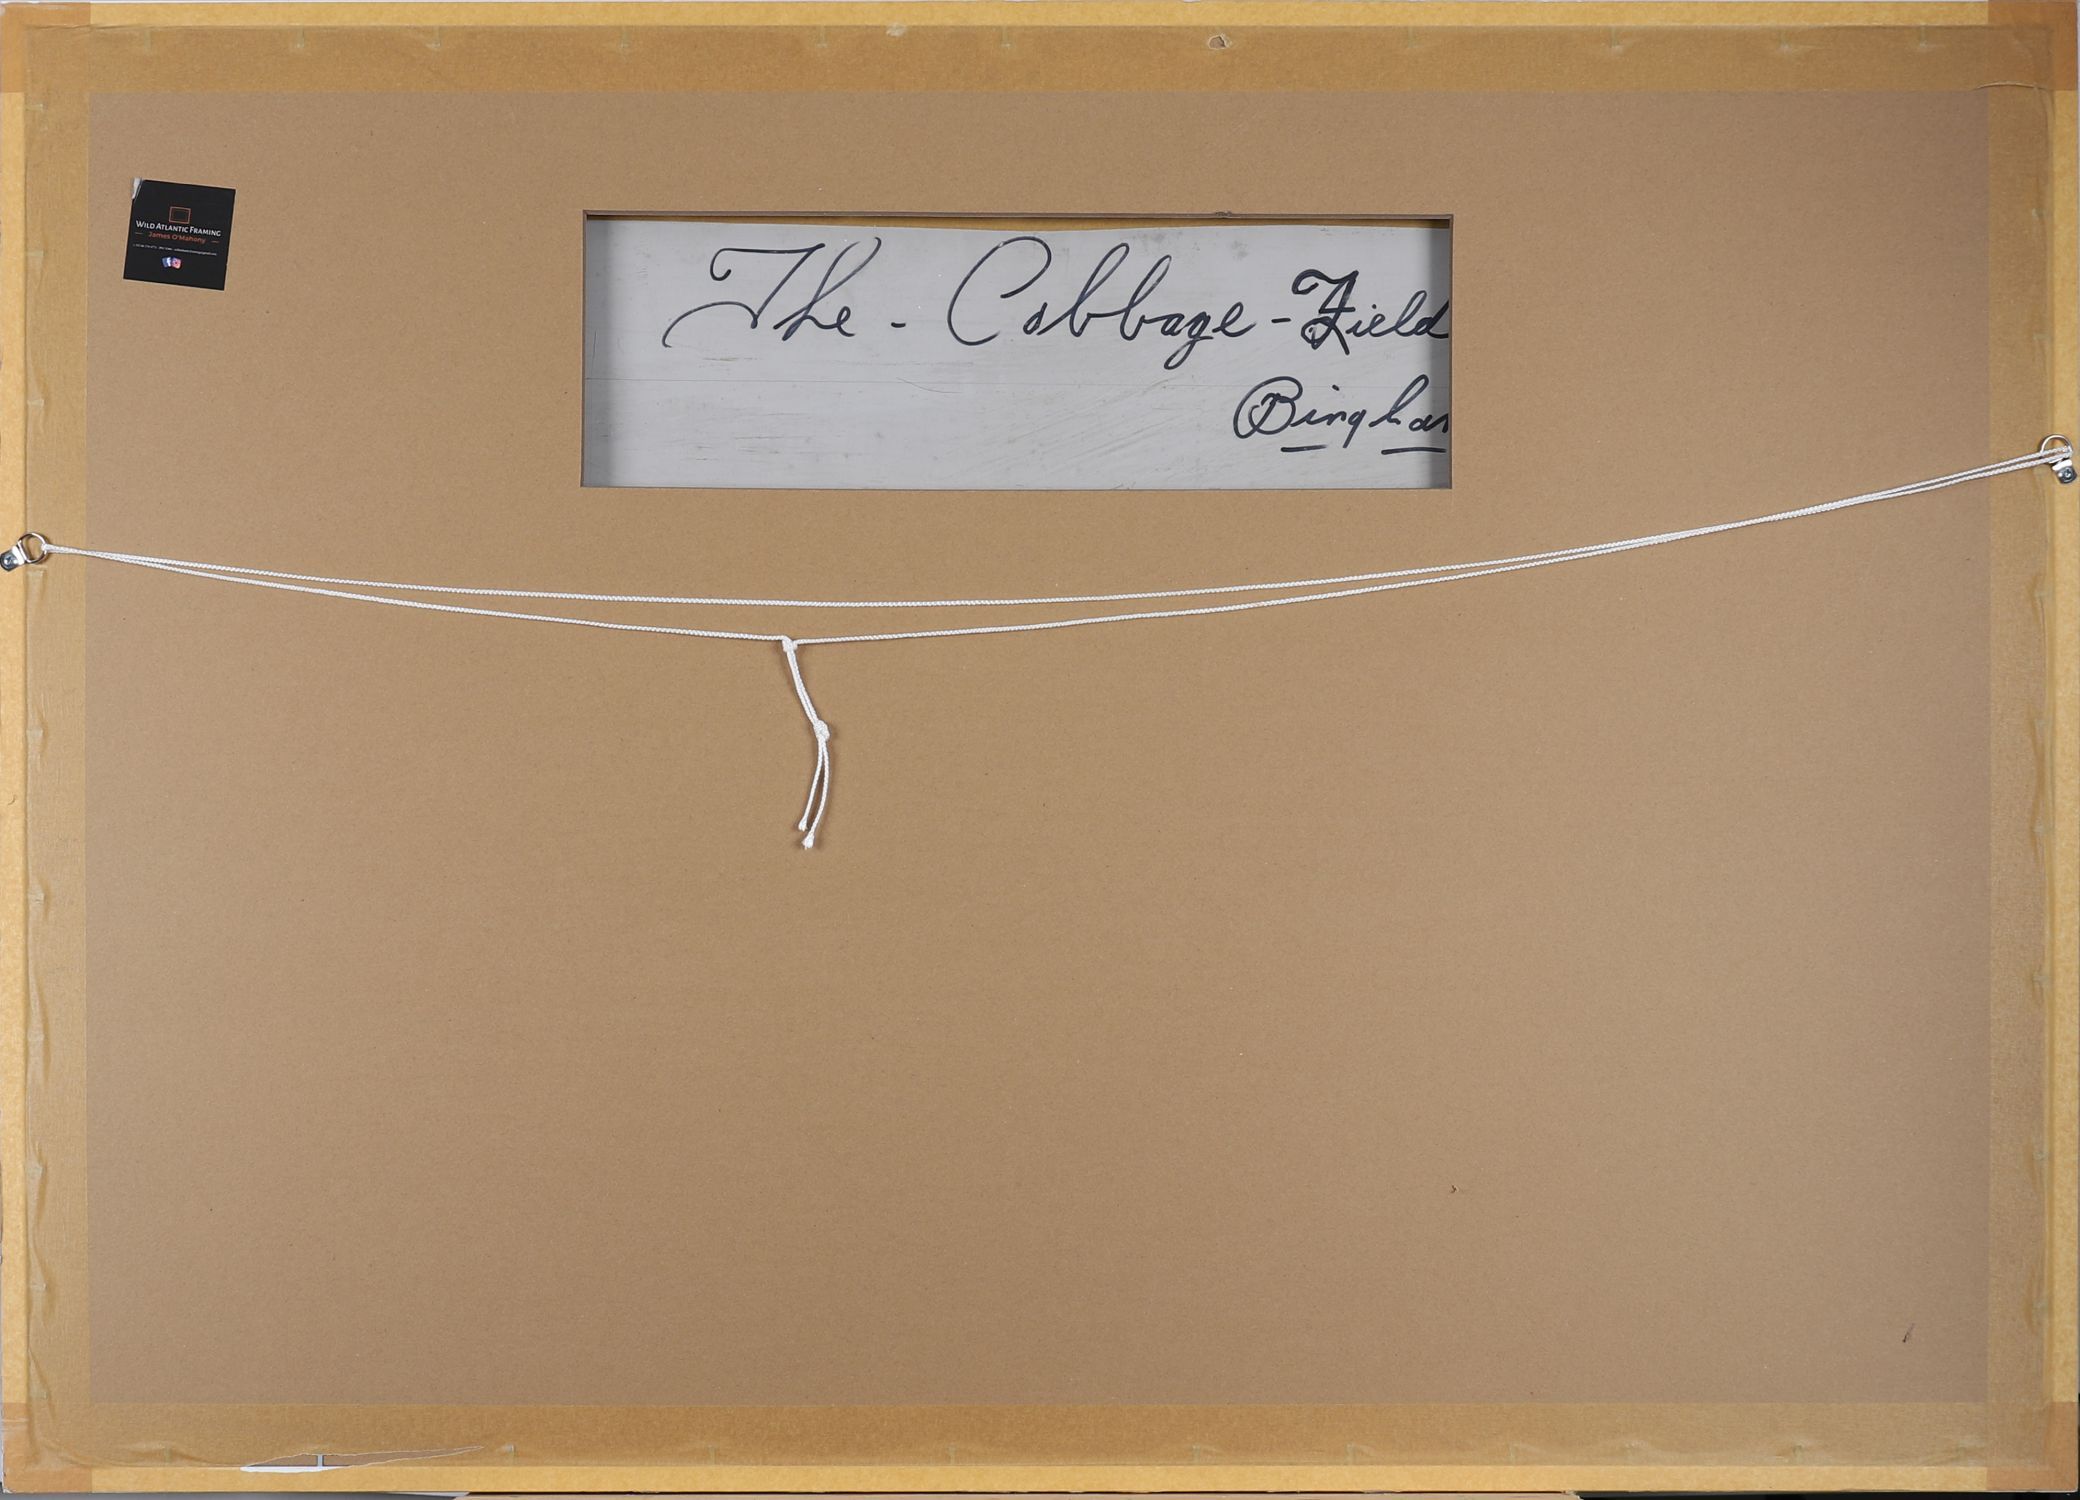 The - Cabbage - Field
Bingham
WILD ATLANTIC FRAMING
James O'Mahony